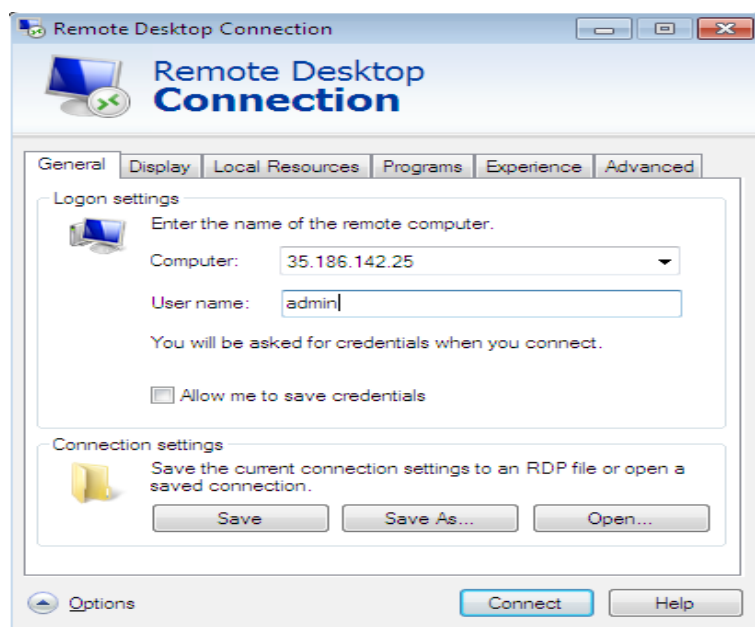 Remote Desktop Connection
Remote Desktop
Connection
General Display Local Resources Programs Experience Advanced
Logon settings
Enter the name of the remote computer.
Computer: 35.186.142.25
User name: admin
You will be asked for credentials when you connect.
Allow me to save credentials
Connection settings
Save the current connection settings to an RDP file or open a
saved connection.
Save Save As... Open...
Options Connect Help